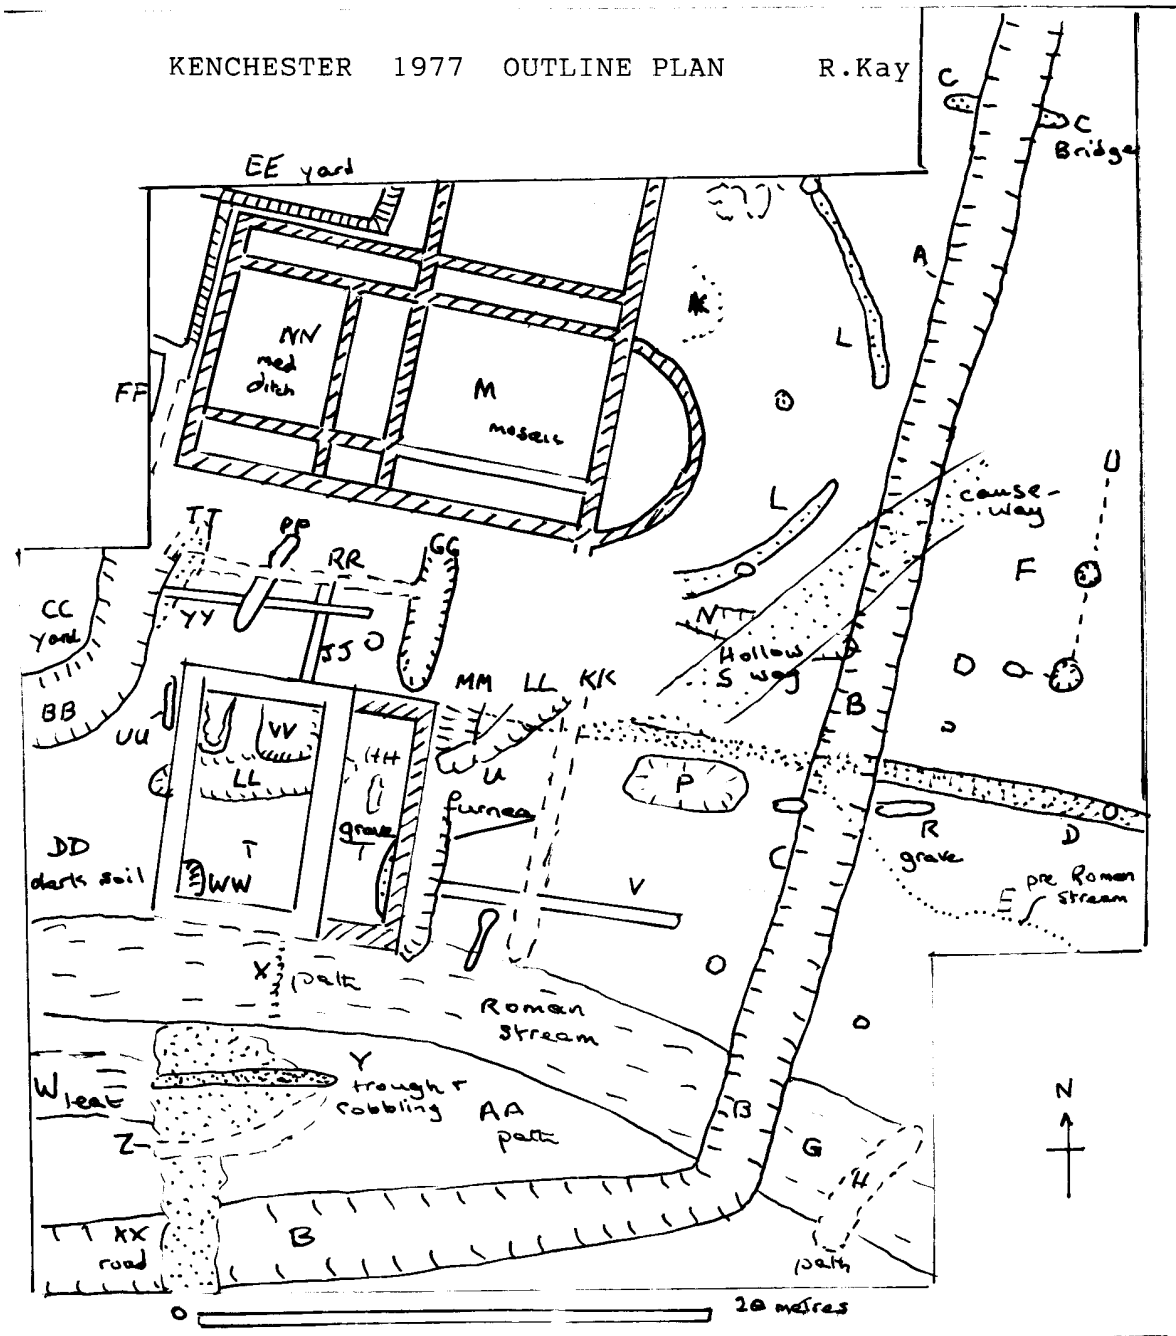 KENCHESTER 1977 OUTLINE PLAN R.Kay
C
C
Bridge
EE yard
A
NN
med
ditch
M
mosaic
FF
L
L
cause-
way
TT
PP
RR
GG
F
CC
yard
YY
JJ
NTT
Hollow
S way
BB
UU
MM
LL
KK
B
VV
LL
HH
U
furnea
P
grave
T
T
R
grave
D
DD
dark soil
WW
V
C
E
pre Roman
stream
X
path
Roman
stream
W
leat
Y
trough +
cobbling
AA
path
Z
B
G
H
path
N
XX
road
B
0
20 metres